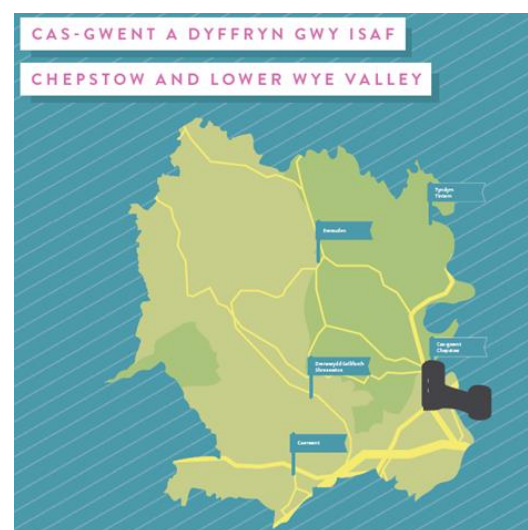 CAS-GWENT A DYFFRYN GWY ISAF
CHEPSTOW AND LOWER WYE VALLEY
Tyndyrn
Tintern
Devauden
Cas-gwent
Chepstow
Drenewydd Gelli-farch
Shirenewton
Caerwent